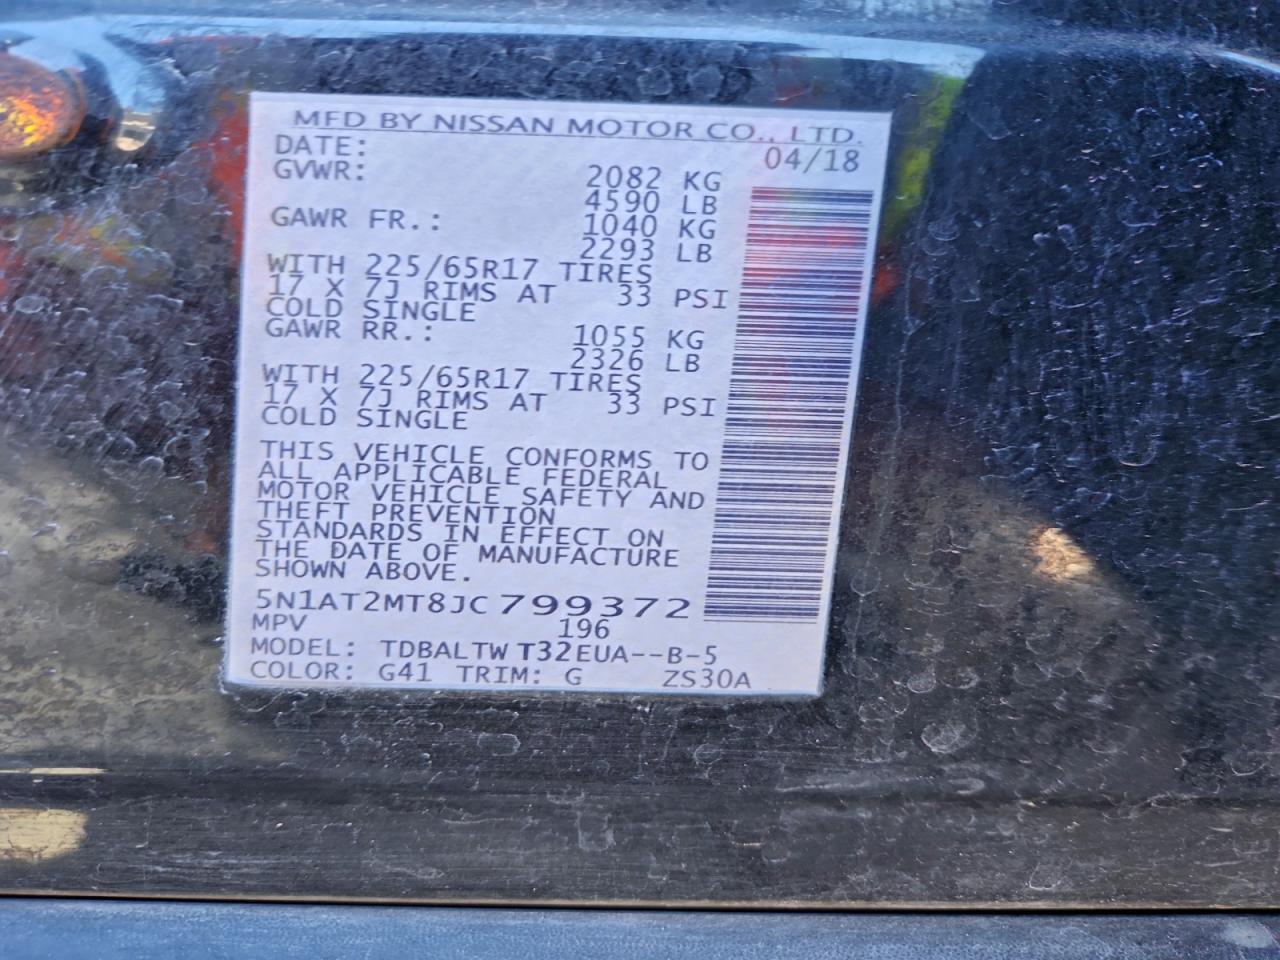 MFD BY NISSAN MOTOR CO., LTD.
DATE: 04/18
GVWR: 2082 KG
4590 LB
GAWR FR.: 1040 KG
2293 LB
WITH 225/65R17 TIRES
17 X 7J RIMS AT 33 PSI
COLD SINGLE
GAWR RR.: 1055 KG
2326 LB
WITH 225/65R17 TIRES
17 X 7J RIMS AT 33 PSI
COLD SINGLE
THIS VEHICLE CONFORMS TO
ALL APPLICABLE FEDERAL
MOTOR VEHICLE SAFETY AND
THEFT PREVENTION
STANDARDS IN EFFECT ON
THE DATE OF MANUFACTURE
SHOWN ABOVE.
5N1AT2MT8JC799372
MPV 196
MODEL: TDBALTWT32EUA--B-5
COLOR: G41 TRIM: G ZS30A